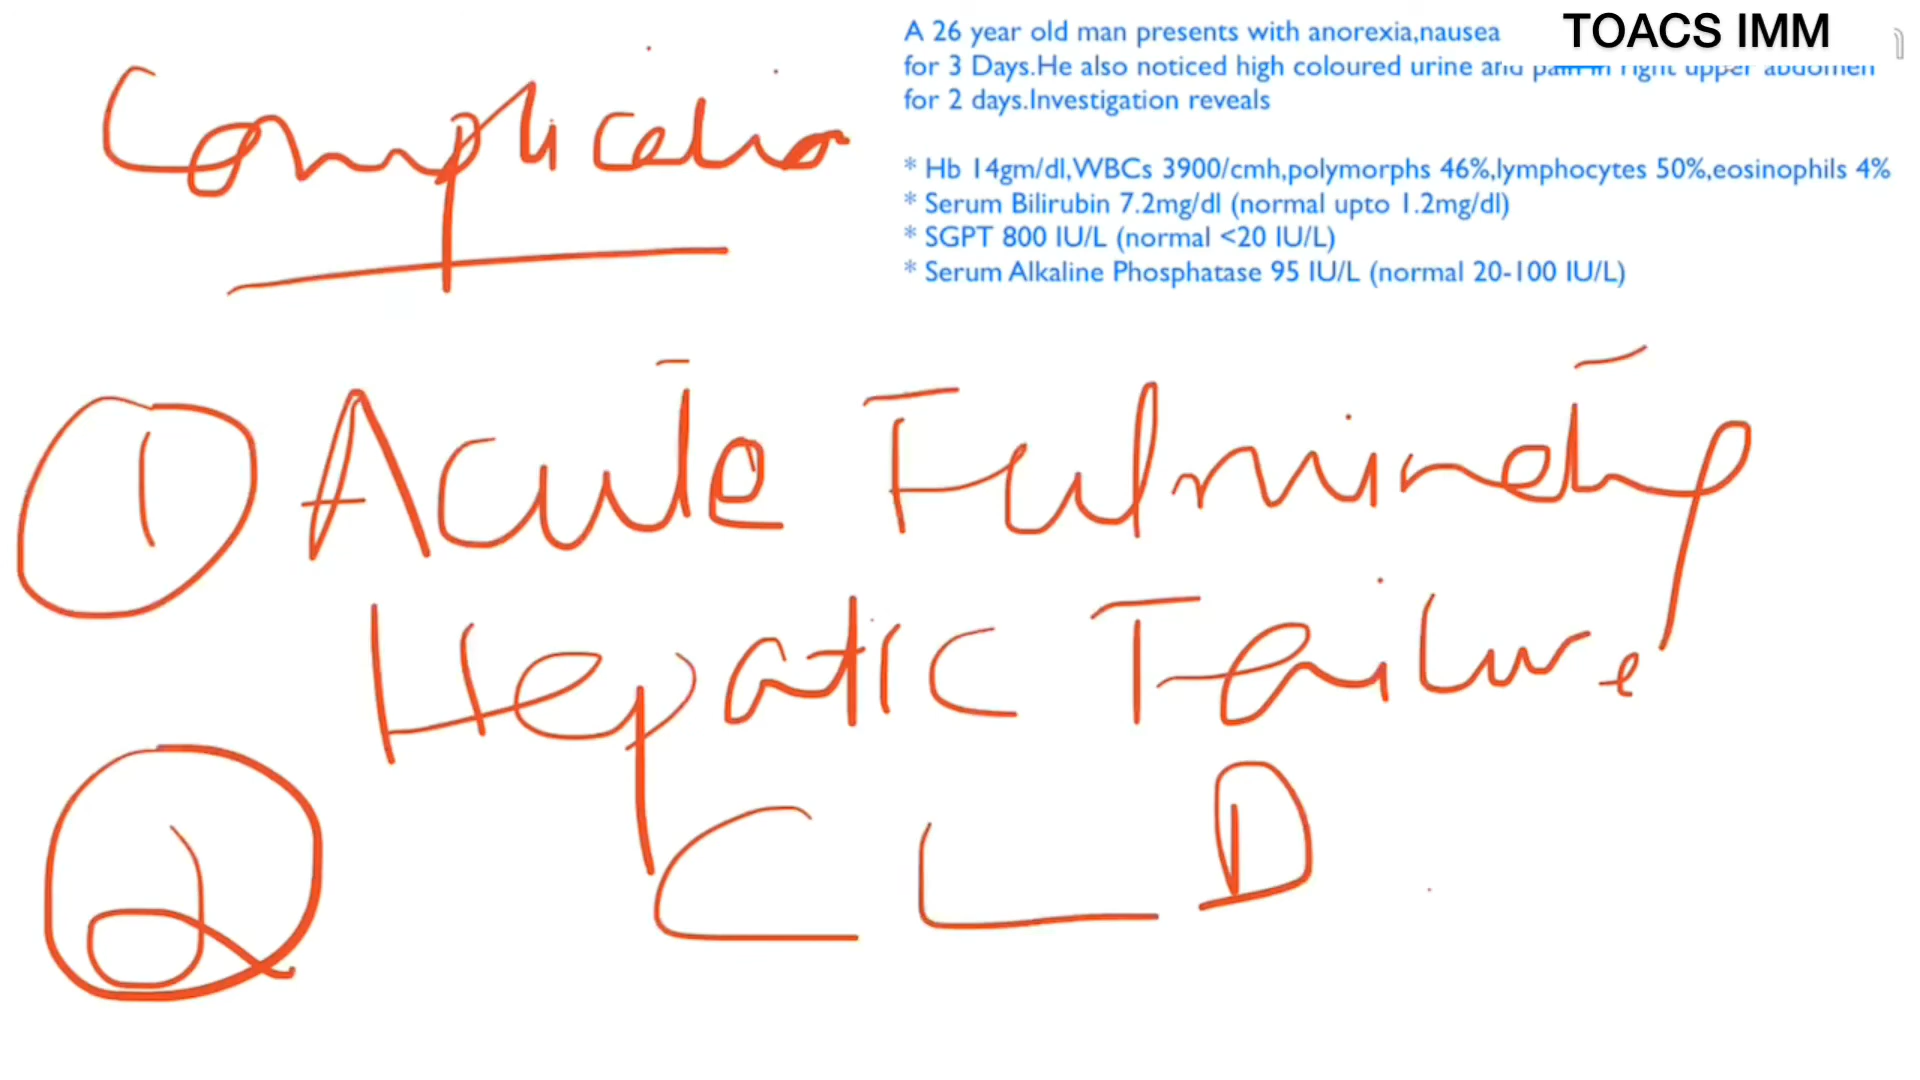 A 26 year old man presents with anorexia,nausea
TOACS IMM
for 3 Days.He also noticed high coloured urine and pain in right upper abdomen
for 2 days.Investigation reveals
* Hb 14gm/dl,WBCs 3900/cmh,polymorphs 46%,lymphocytes 50%,eosinophils 4%
* Serum Bilirubin 7.2mg/dl (normal upto 1.2mg/dl)
* SGPT 800 IU/L (normal <20 IU/L)
* Serum Alkaline Phosphatase 95 IU/L (normal 20-100 IU/L)
Complication
1 Acute Fulminating
Hepatic Failure
2 CLD